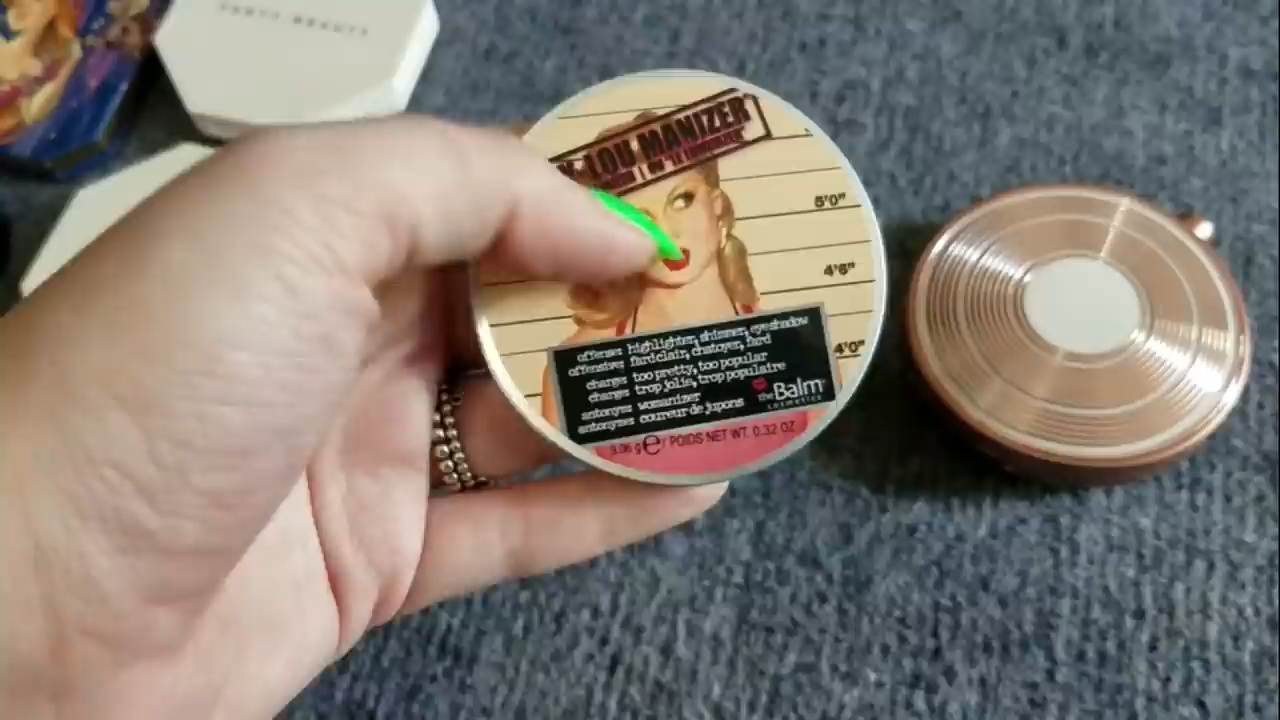 FENTY BEAUTY
LOU MANIZER
5'0"
4'6"
4'0"
offense: highlighter, shimmer, eyeshadow
offensive: fard clair, chatoyer, fard
charge: too pretty, too popular
charge: trop jolie, trop populaire
antonym: womanizer
antonyme: coureur de jupons
theBalm
cosmetics
e / POIDS NET WT. 0.32 OZ